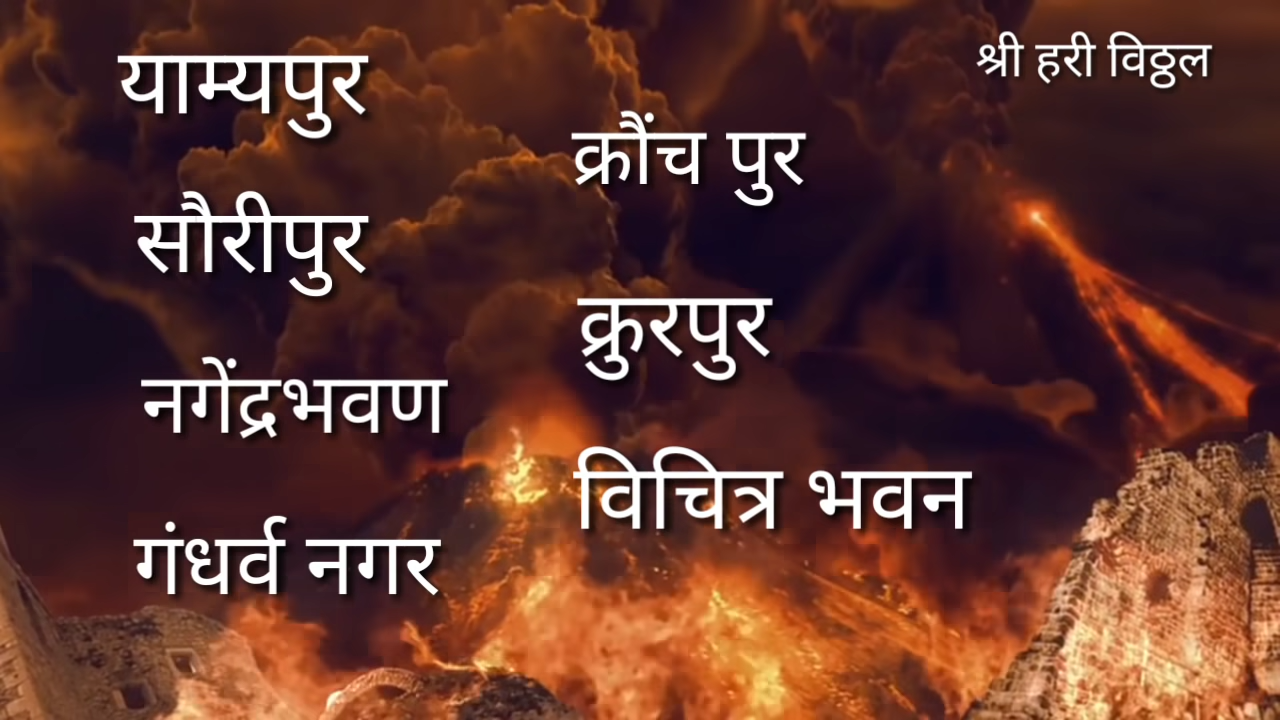 याम्यपुर
सौरीपुर
नगेंद्रभवण
गंधर्व नगर
क्रौंच पुर
क्रुरपुर
विचित्र भवन
श्री हरी विठ्ठल